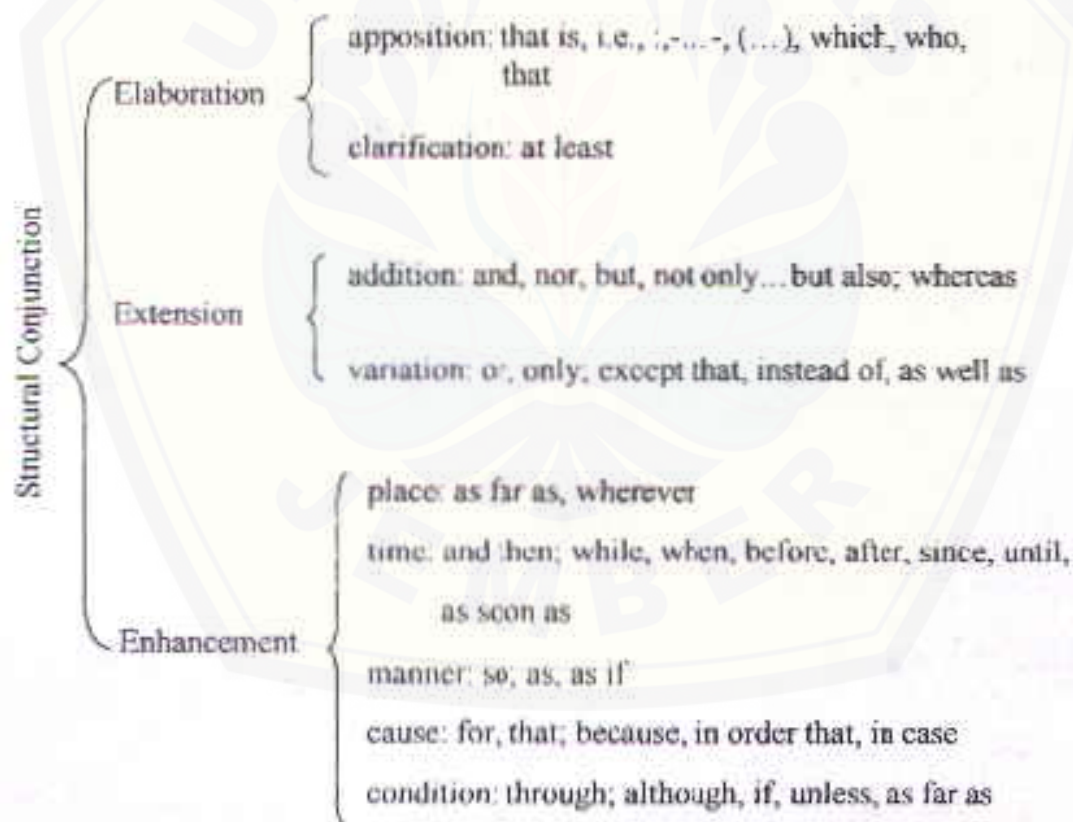 apposition: that is, i.e., :,-...-, (...), which, who,
that
Elaboration
clarification: at least
Structural Conjunction
addition: and, nor, but, not only...but also; whereas
Extension
variation: or, only; except that, instead of, as well as
place: as far as, wherever
time: and then; while, when, before, after, since, until,
as soon as
Enhancement
manner: so, as, as if
cause: for, that; because, in order that, in case
condition: through; although, if, unless, as far as
JEMBER